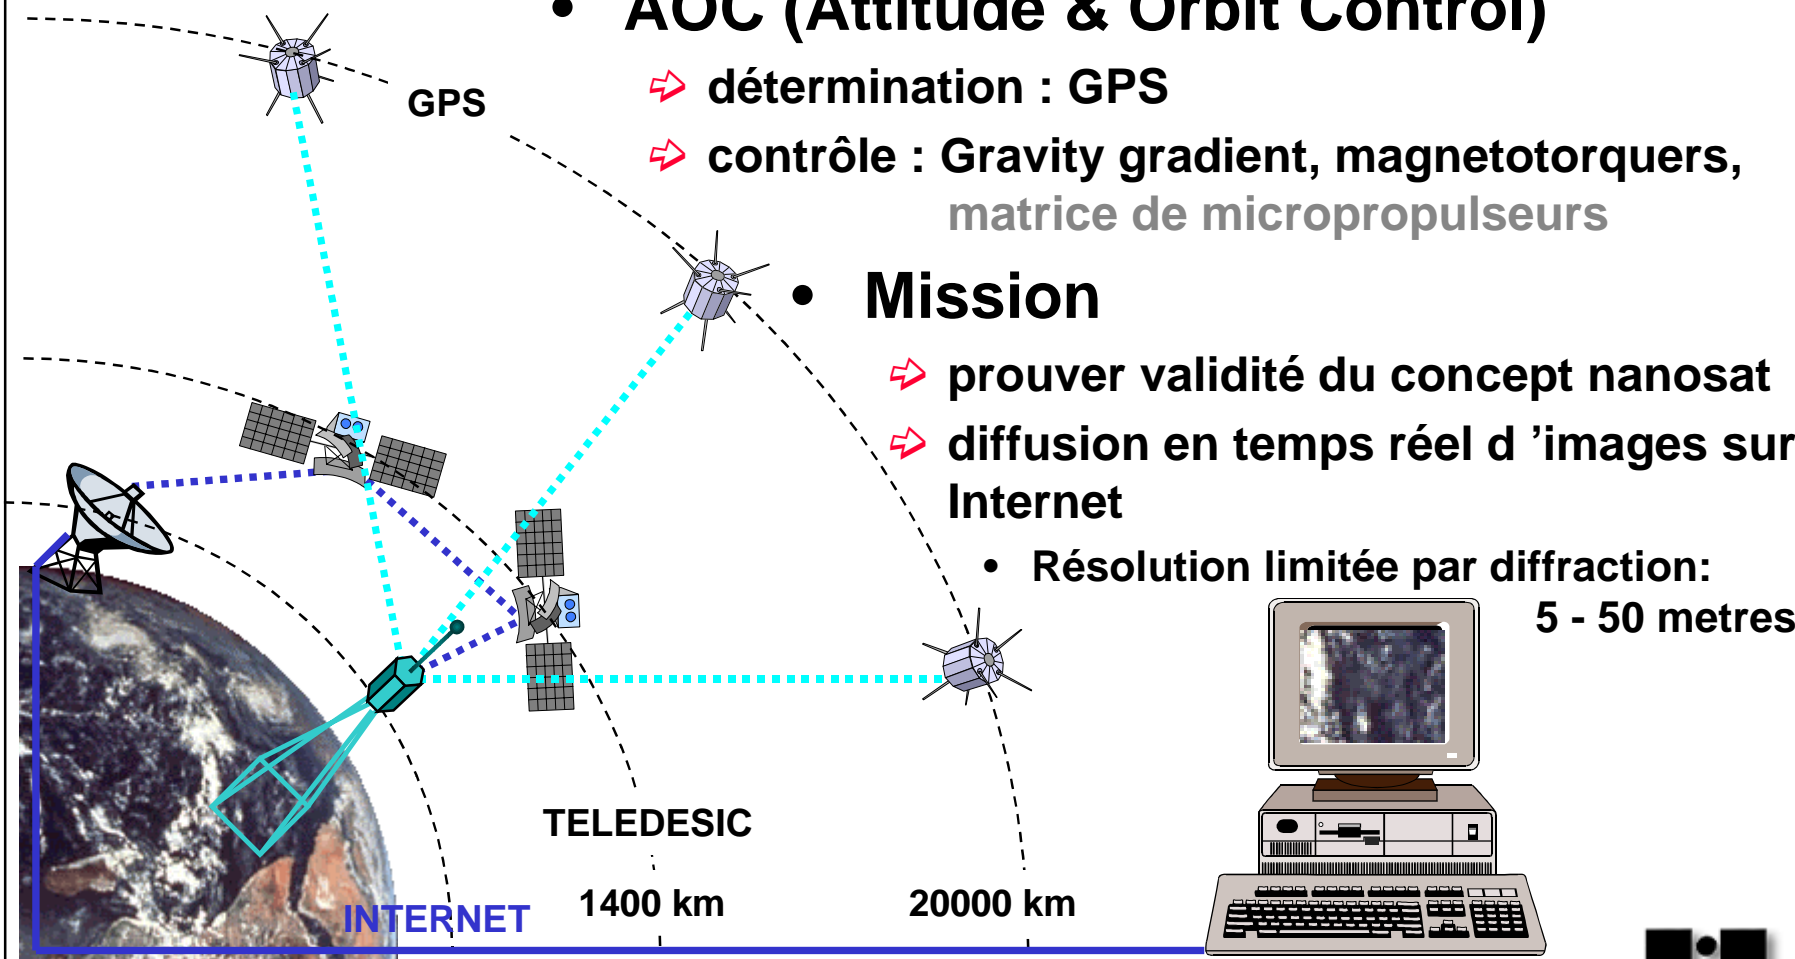 • AOC (Attitude & Orbit Control)
détermination : GPS
contrôle : Gravity gradient, magnetotorquers,
matrice de micropropulseurs
• Mission
prouver validité du concept nanosat
diffusion en temps réel d ’images sur
Internet
• Résolution limitée par diffraction:
5 - 50 metres
GPS
TELEDESIC
1400 km
20000 km
INTERNET